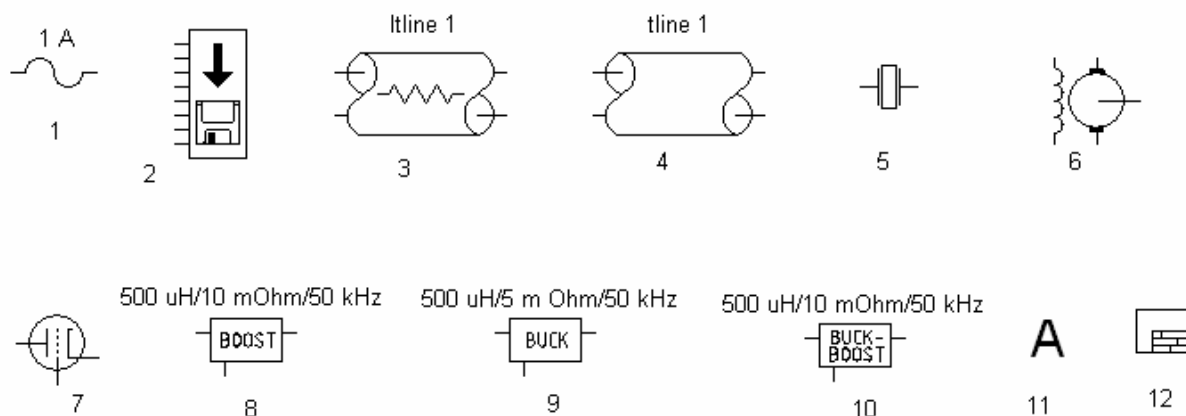 1 A
ltline 1
tline 1
1
2
3
4
5
6
500 uH/10 mOhm/50 kHz
500 uH/5 m Ohm/50 kHz
500 uH/10 mOhm/50 kHz
BOOST
BUCK
BUCK-
BOOST
A
7
8
9
10
11
12